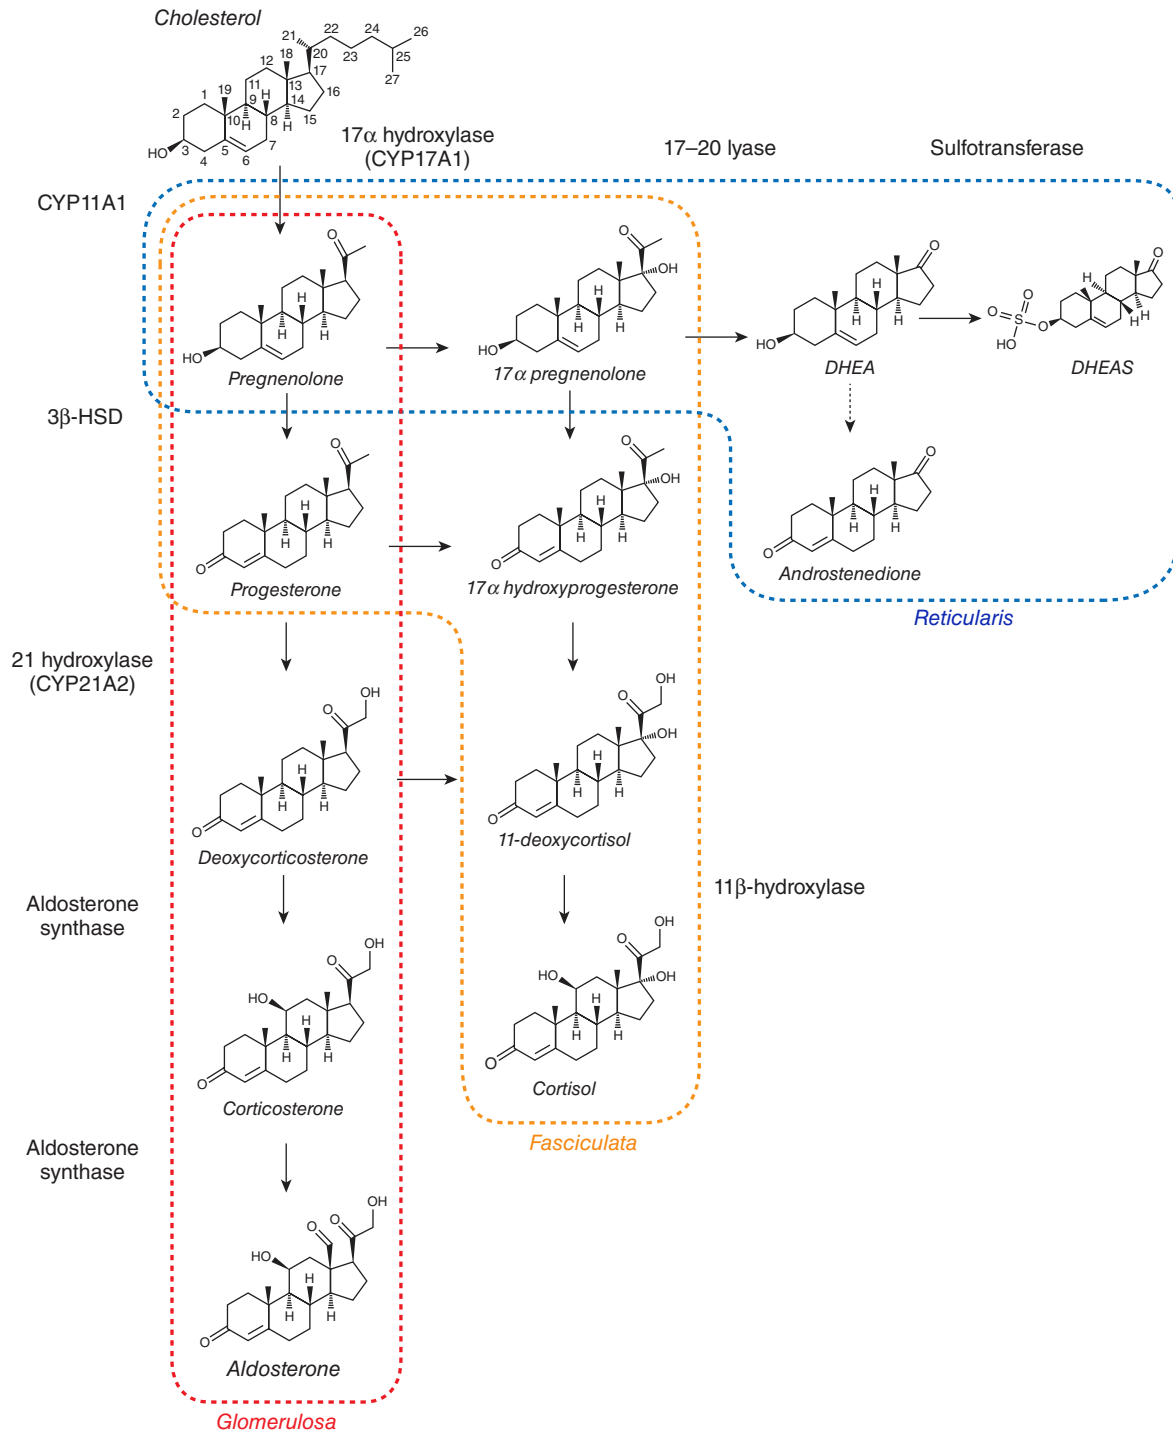 Cholesterol
21
22
24
26
18
20
23
25
12
17
27
19
11
13
16
1
H
9
14
2
10
8
15
H
H
HO
3
5
7
4
6
17α hydroxylase
(CYP17A1)
17–20 lyase
Sulfotransferase
CYP11A1
O
H
H
H
HO
Pregnenolone
O
OH
H
H
H
HO
17α pregnenolone
O
H
H
H
HO
DHEA
O
H
H
H
O
O
S
O
HO
DHEAS
3β-HSD
O
H
H
H
O
Progesterone
O
OH
H
H
H
O
17α hydroxyprogesterone
O
H
H
H
O
Androstenedione
Reticularis
21 hydroxylase
(CYP21A2)
OH
O
H
H
H
O
Deoxycorticosterone
OH
O
OH
H
H
H
O
11-deoxycortisol
11β-hydroxylase
Aldosterone
synthase
OH
O
HO
H
H
H
O
Corticosterone
OH
O
HO
OH
H
H
H
O
Cortisol
Fasciculata
Aldosterone
synthase
OH
O
O
HO
H
H
H
O
Aldosterone
Glomerulosa